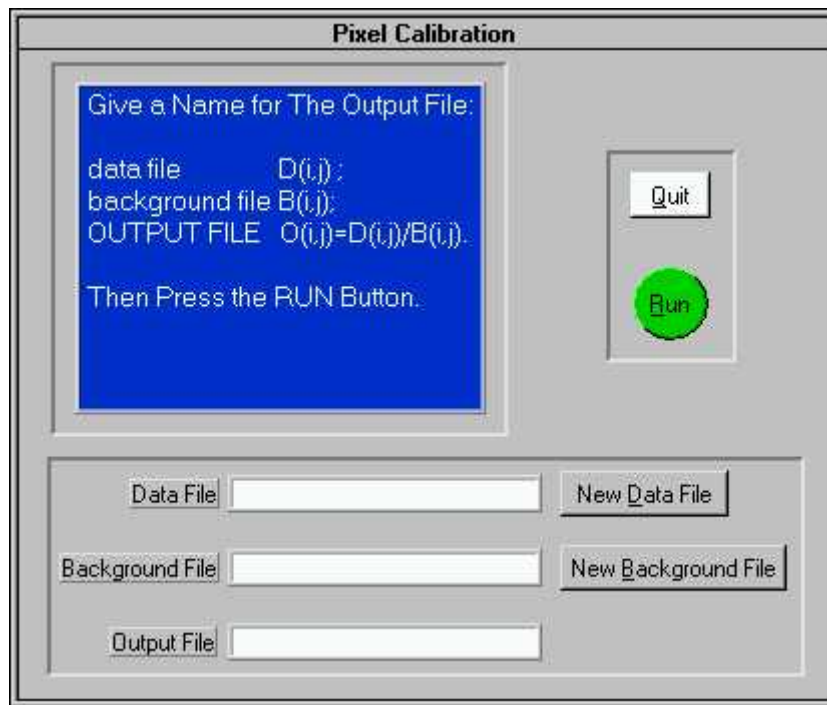 Pixel Calibration
Give a Name for The Output File:
data file D(i,j) ;
background file B(i,j);
OUTPUT FILE O(i,j)=D(i,j)/B(i,j).
Then Press the RUN Button.
Quit
Run
Data File
New Data File
Background File
New Background File
Output File